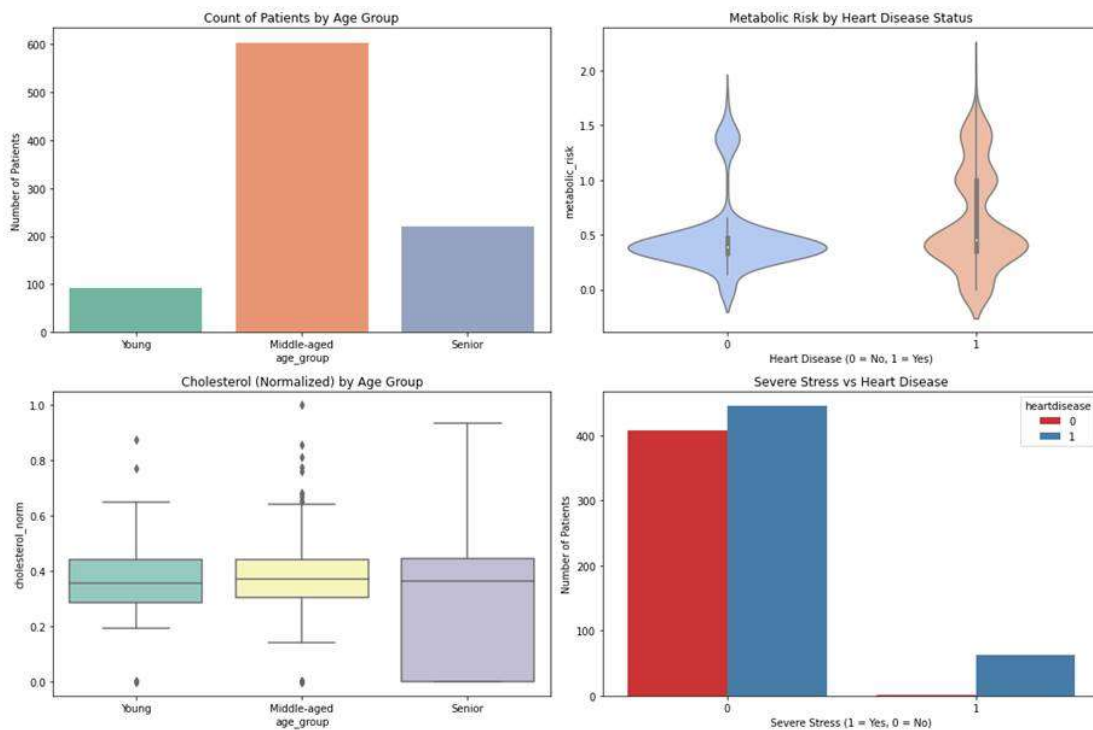 Count of Patients by Age Group
600
500
400
300
200
100
0
Number of Patients
Young
Middle-aged
Senior
age_group
Metabolic Risk by Heart Disease Status
2.0
1.5
1.0
0.5
0.0
metabolic_risk
0
1
Heart Disease (0 = No, 1 = Yes)
Cholesterol (Normalized) by Age Group
1.0
0.8
0.6
0.4
0.2
0.0
cholesterol_norm
Young
Middle-aged
Senior
age_group
Severe Stress vs Heart Disease
heartdisease
0
1
400
300
200
100
0
Number of Patients
0
1
Severe Stress (1 = Yes, 0 = No)